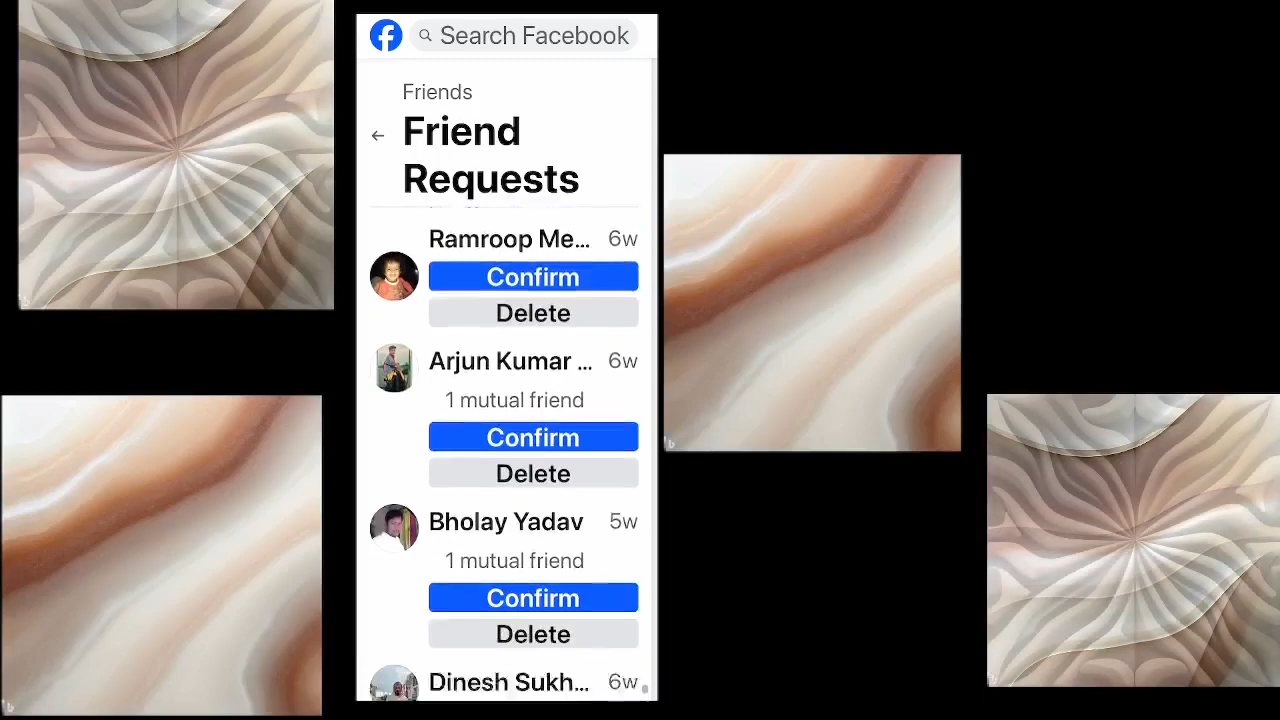 Search Facebook
Friends
Friend
Requests
Ramroop Me... 6w
Confirm
Delete
Arjun Kumar ... 6w
1 mutual friend
Confirm
Delete
Bholay Yadav 5w
1 mutual friend
Confirm
Delete
Dinesh Sukh... 6w